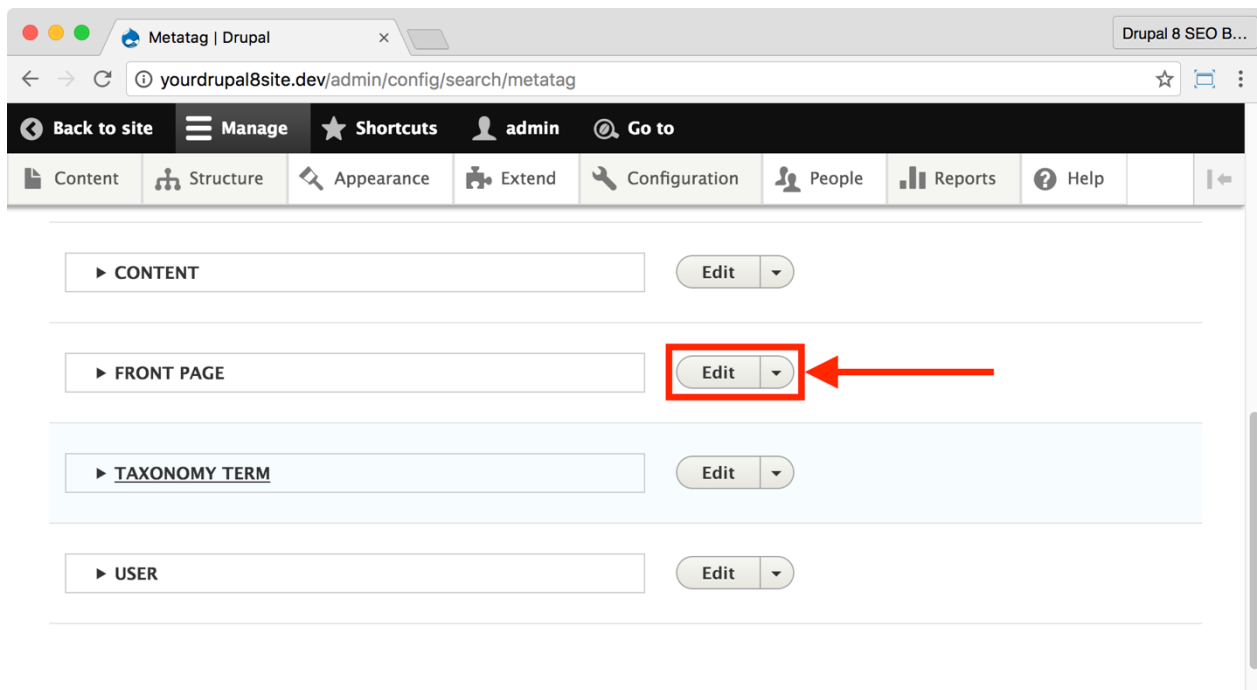 Metatag | Drupal
Drupal 8 SEO B...
yourdrupal8site.dev/admin/config/search/metatag
Back to site Manage Shortcuts admin Go to
Content Structure Appearance Extend Configuration People Reports Help
CONTENT Edit
FRONT PAGE Edit
TAXONOMY TERM Edit
USER Edit